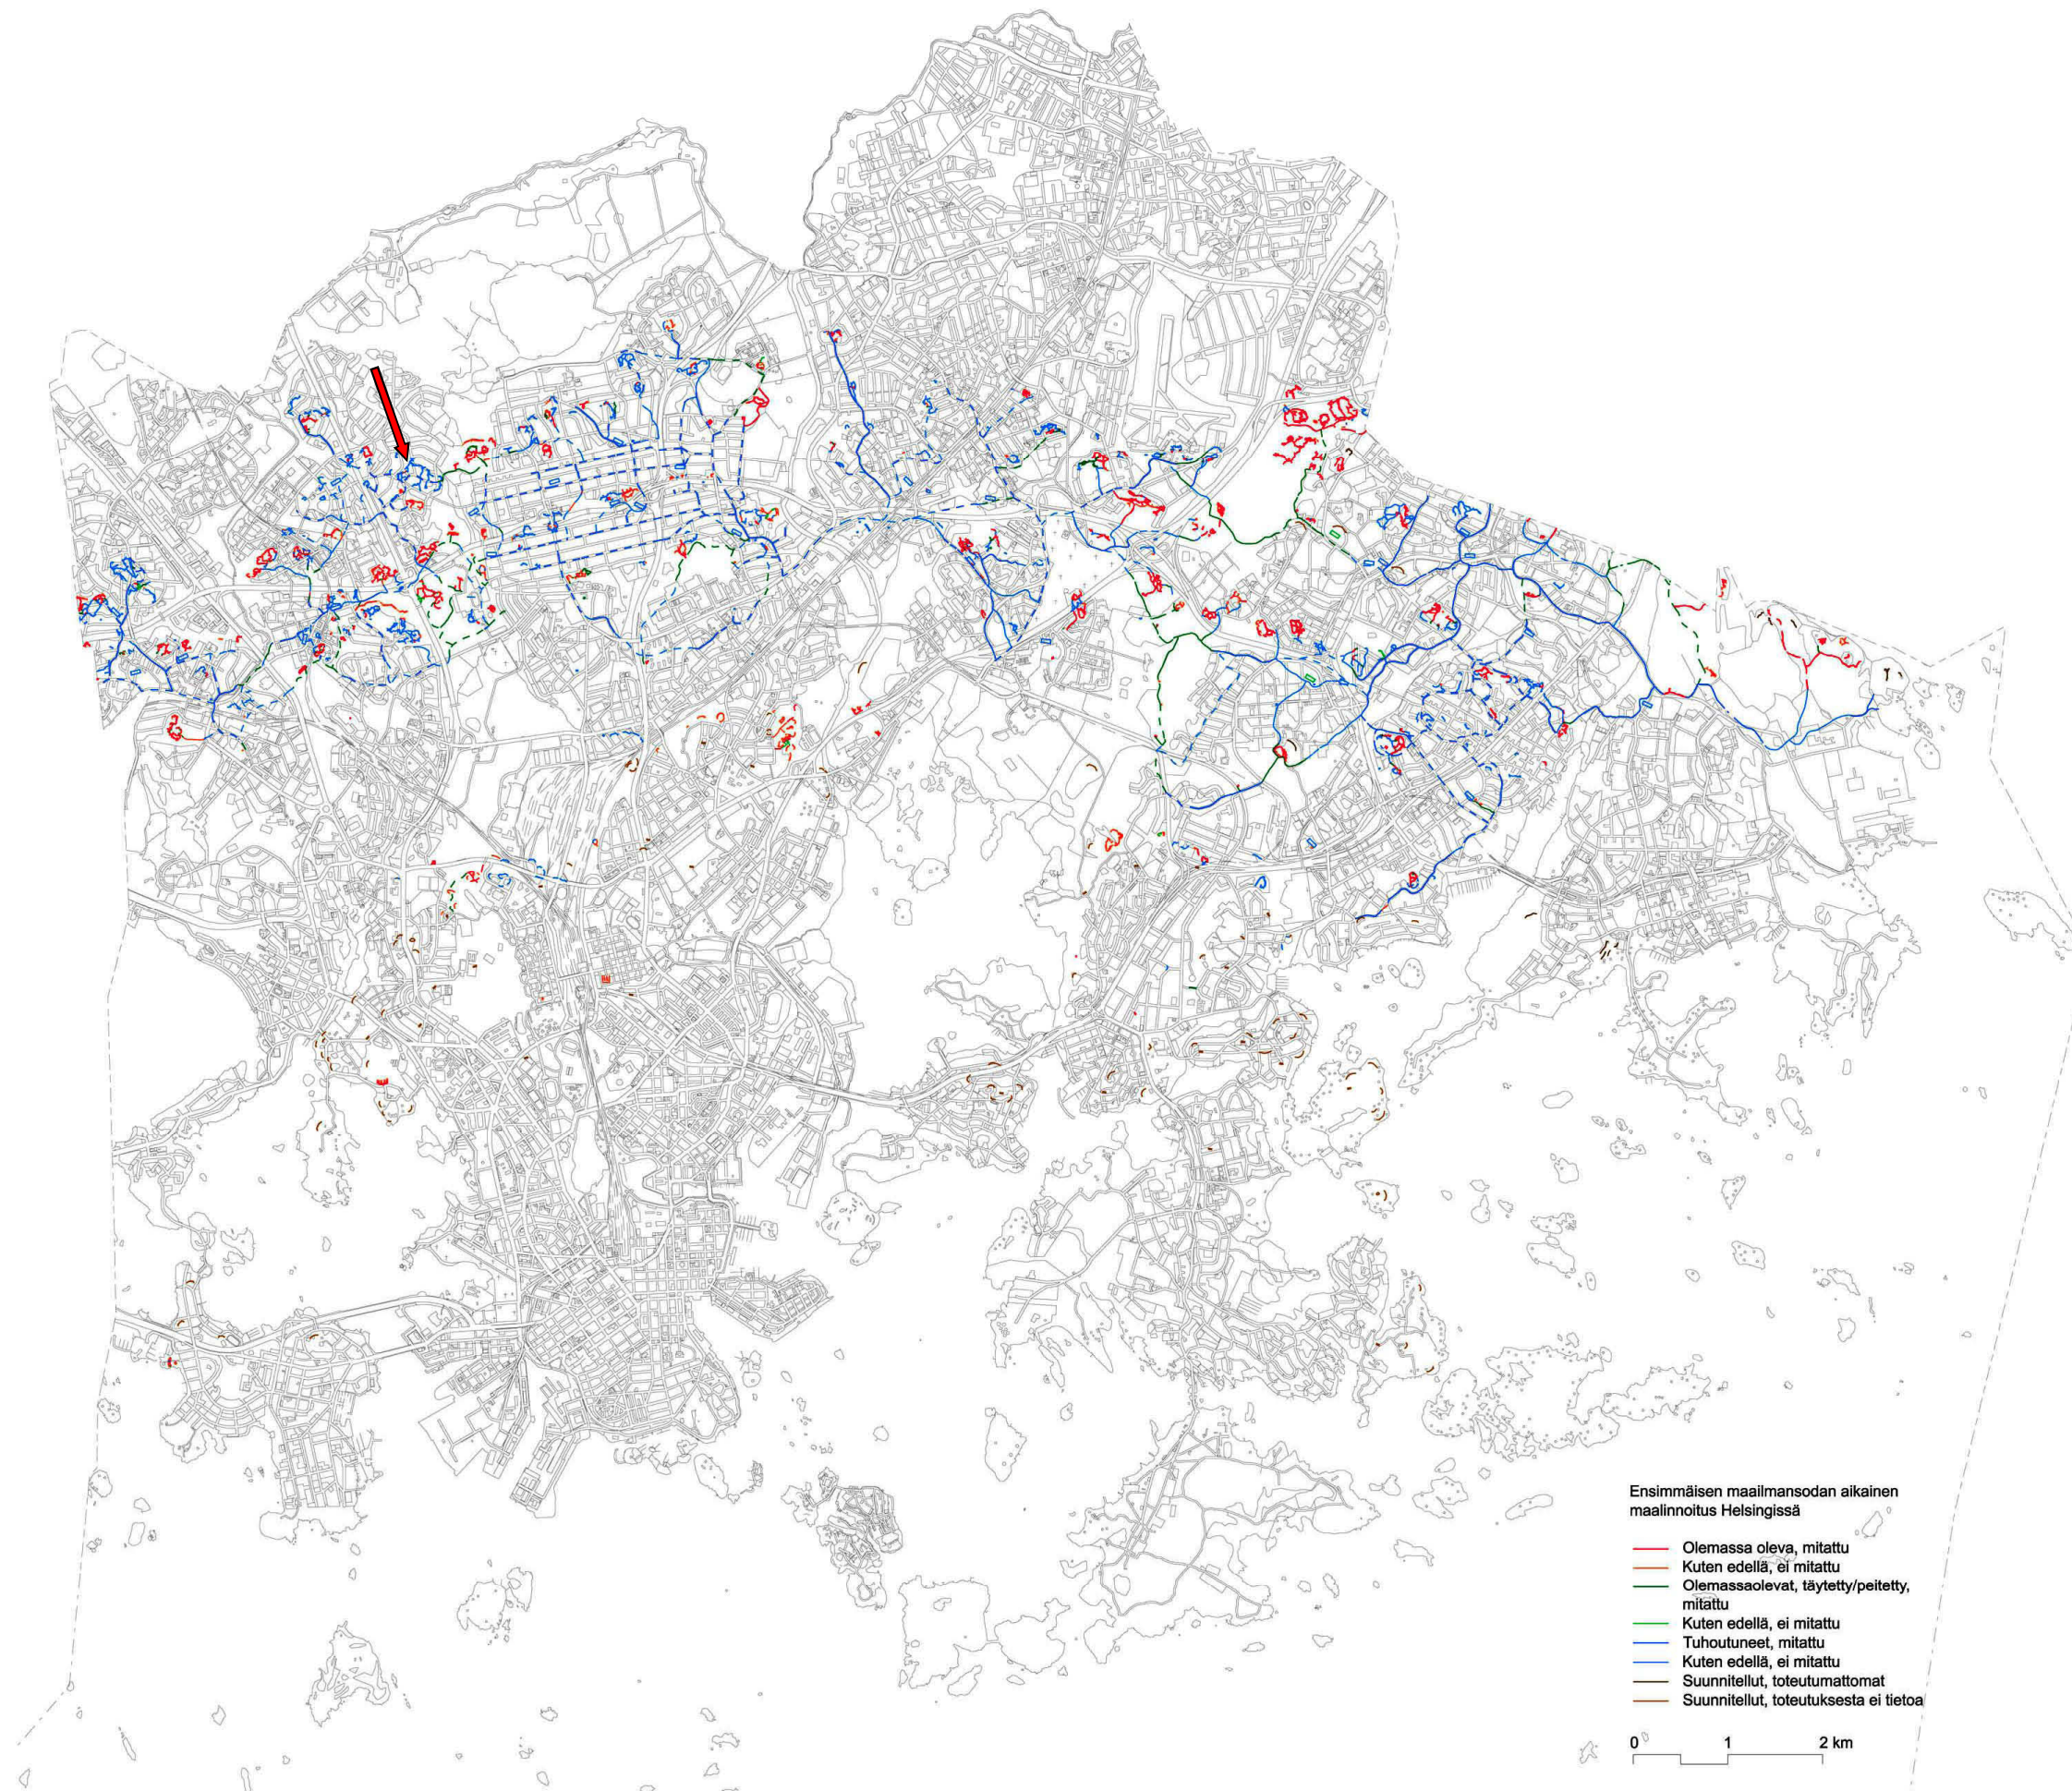 Ensimmäisen maailmansodan aikainen
maalinnoitus Helsingissä
Olemassa oleva, mitattu
Kuten edellä, ei mitattu
Olemassaolevat, täytetty/peitetty,
mitattu
Kuten edellä, ei mitattu
Tuhoutuneet, mitattu
Kuten edellä, ei mitattu
Suunnitellut, toteutumattomat
Suunnitellut, toteutuksesta ei tietoa
0 1 2 km